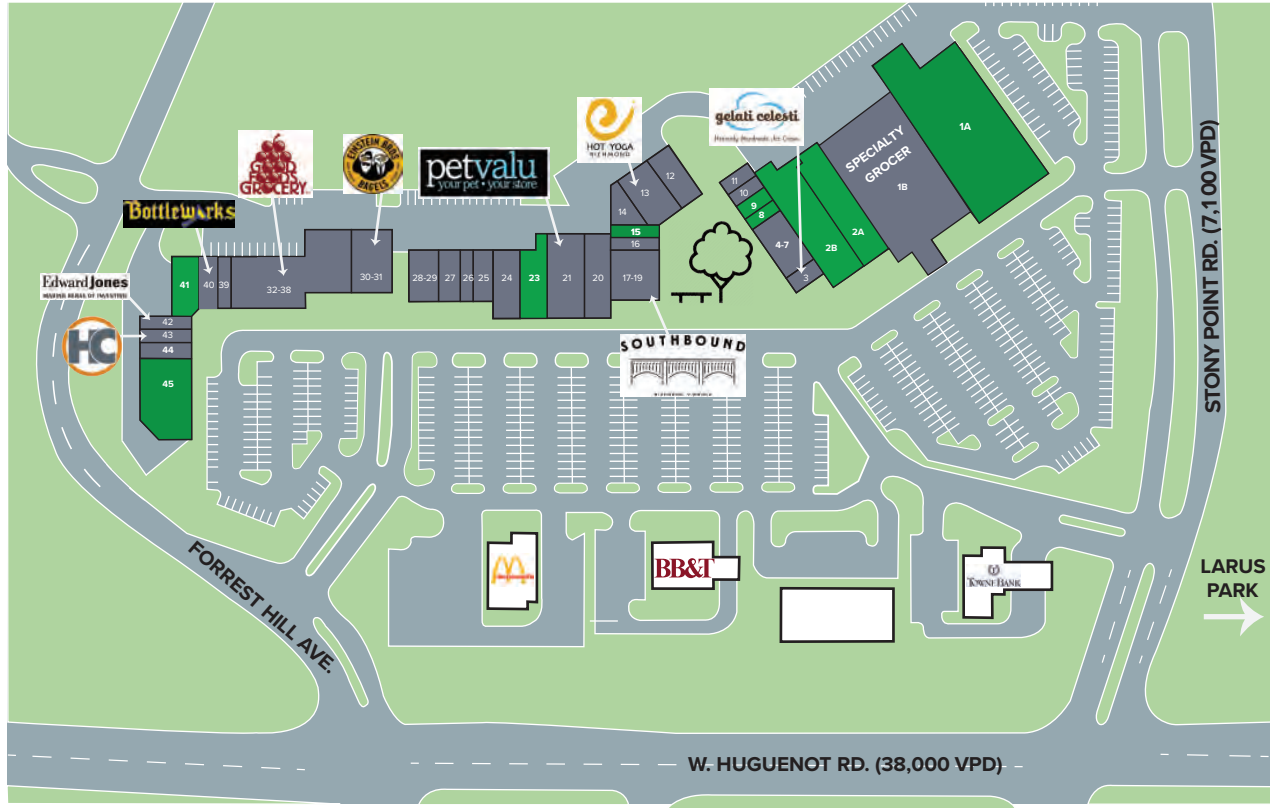 gelati celesti
HOT YOGA
RICHMOND
EINSTEIN BROS
BAGELS
GOOD
FOODS
GROCERY
petvalu
your pet • your store
Bottleworks
Edward Jones
MAKING SENSE OF INVESTING
HC
SOUTHBOUND
1A
SPECIALTY
GROCER
1B
2A
2B
3
4-7
8
9
10
11
12
13
14
15
16
17-19
20
21
23
24
25
26
27
28-29
30-31
32-38
39
40
41
42
43
44
45
STONY POINT RD. (7,100 VPD)
FORREST HILL AVE.
BB&T
TOWNE BANK
LARUS
PARK
W. HUGUENOT RD. (38,000 VPD)